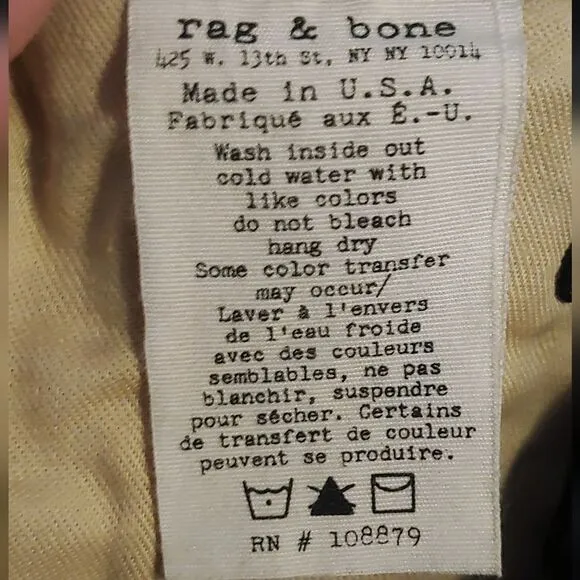 rag & bone
425 W. 13th St, NY NY 10014
Made in U.S.A.
Fabriqué aux É.-U.
Wash inside out
cold water with
like colors
do not bleach
hang dry
Some color transfer
may occur/
Laver à l'envers
de l'eau froide
avec des couleurs
semblables, ne pas
blanchir, suspendre
pour sécher. Certains
de transfert de couleur
peuvent se produire.
RN # 108879